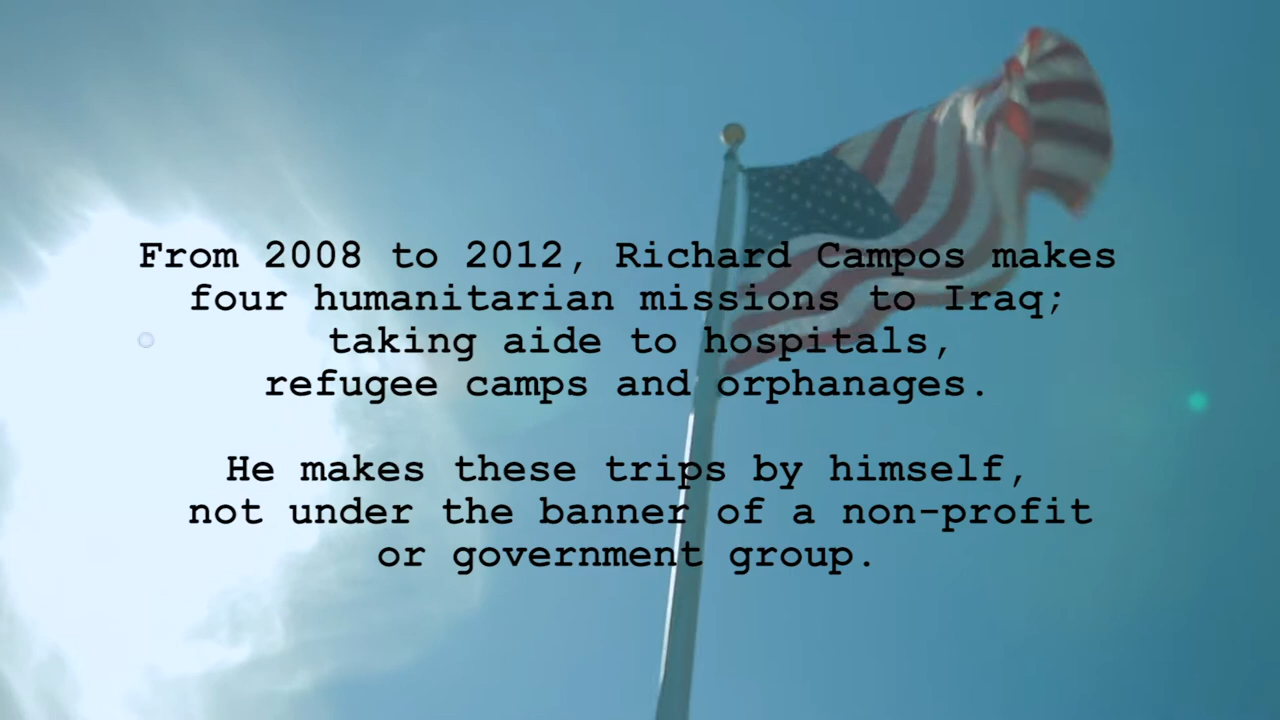 From 2008 to 2012, Richard Campos makes
four humanitarian missions to Iraq;
taking aide to hospitals,
refugee camps and orphanages.
He makes these trips by himself,
not under the banner of a non-profit
or government group.